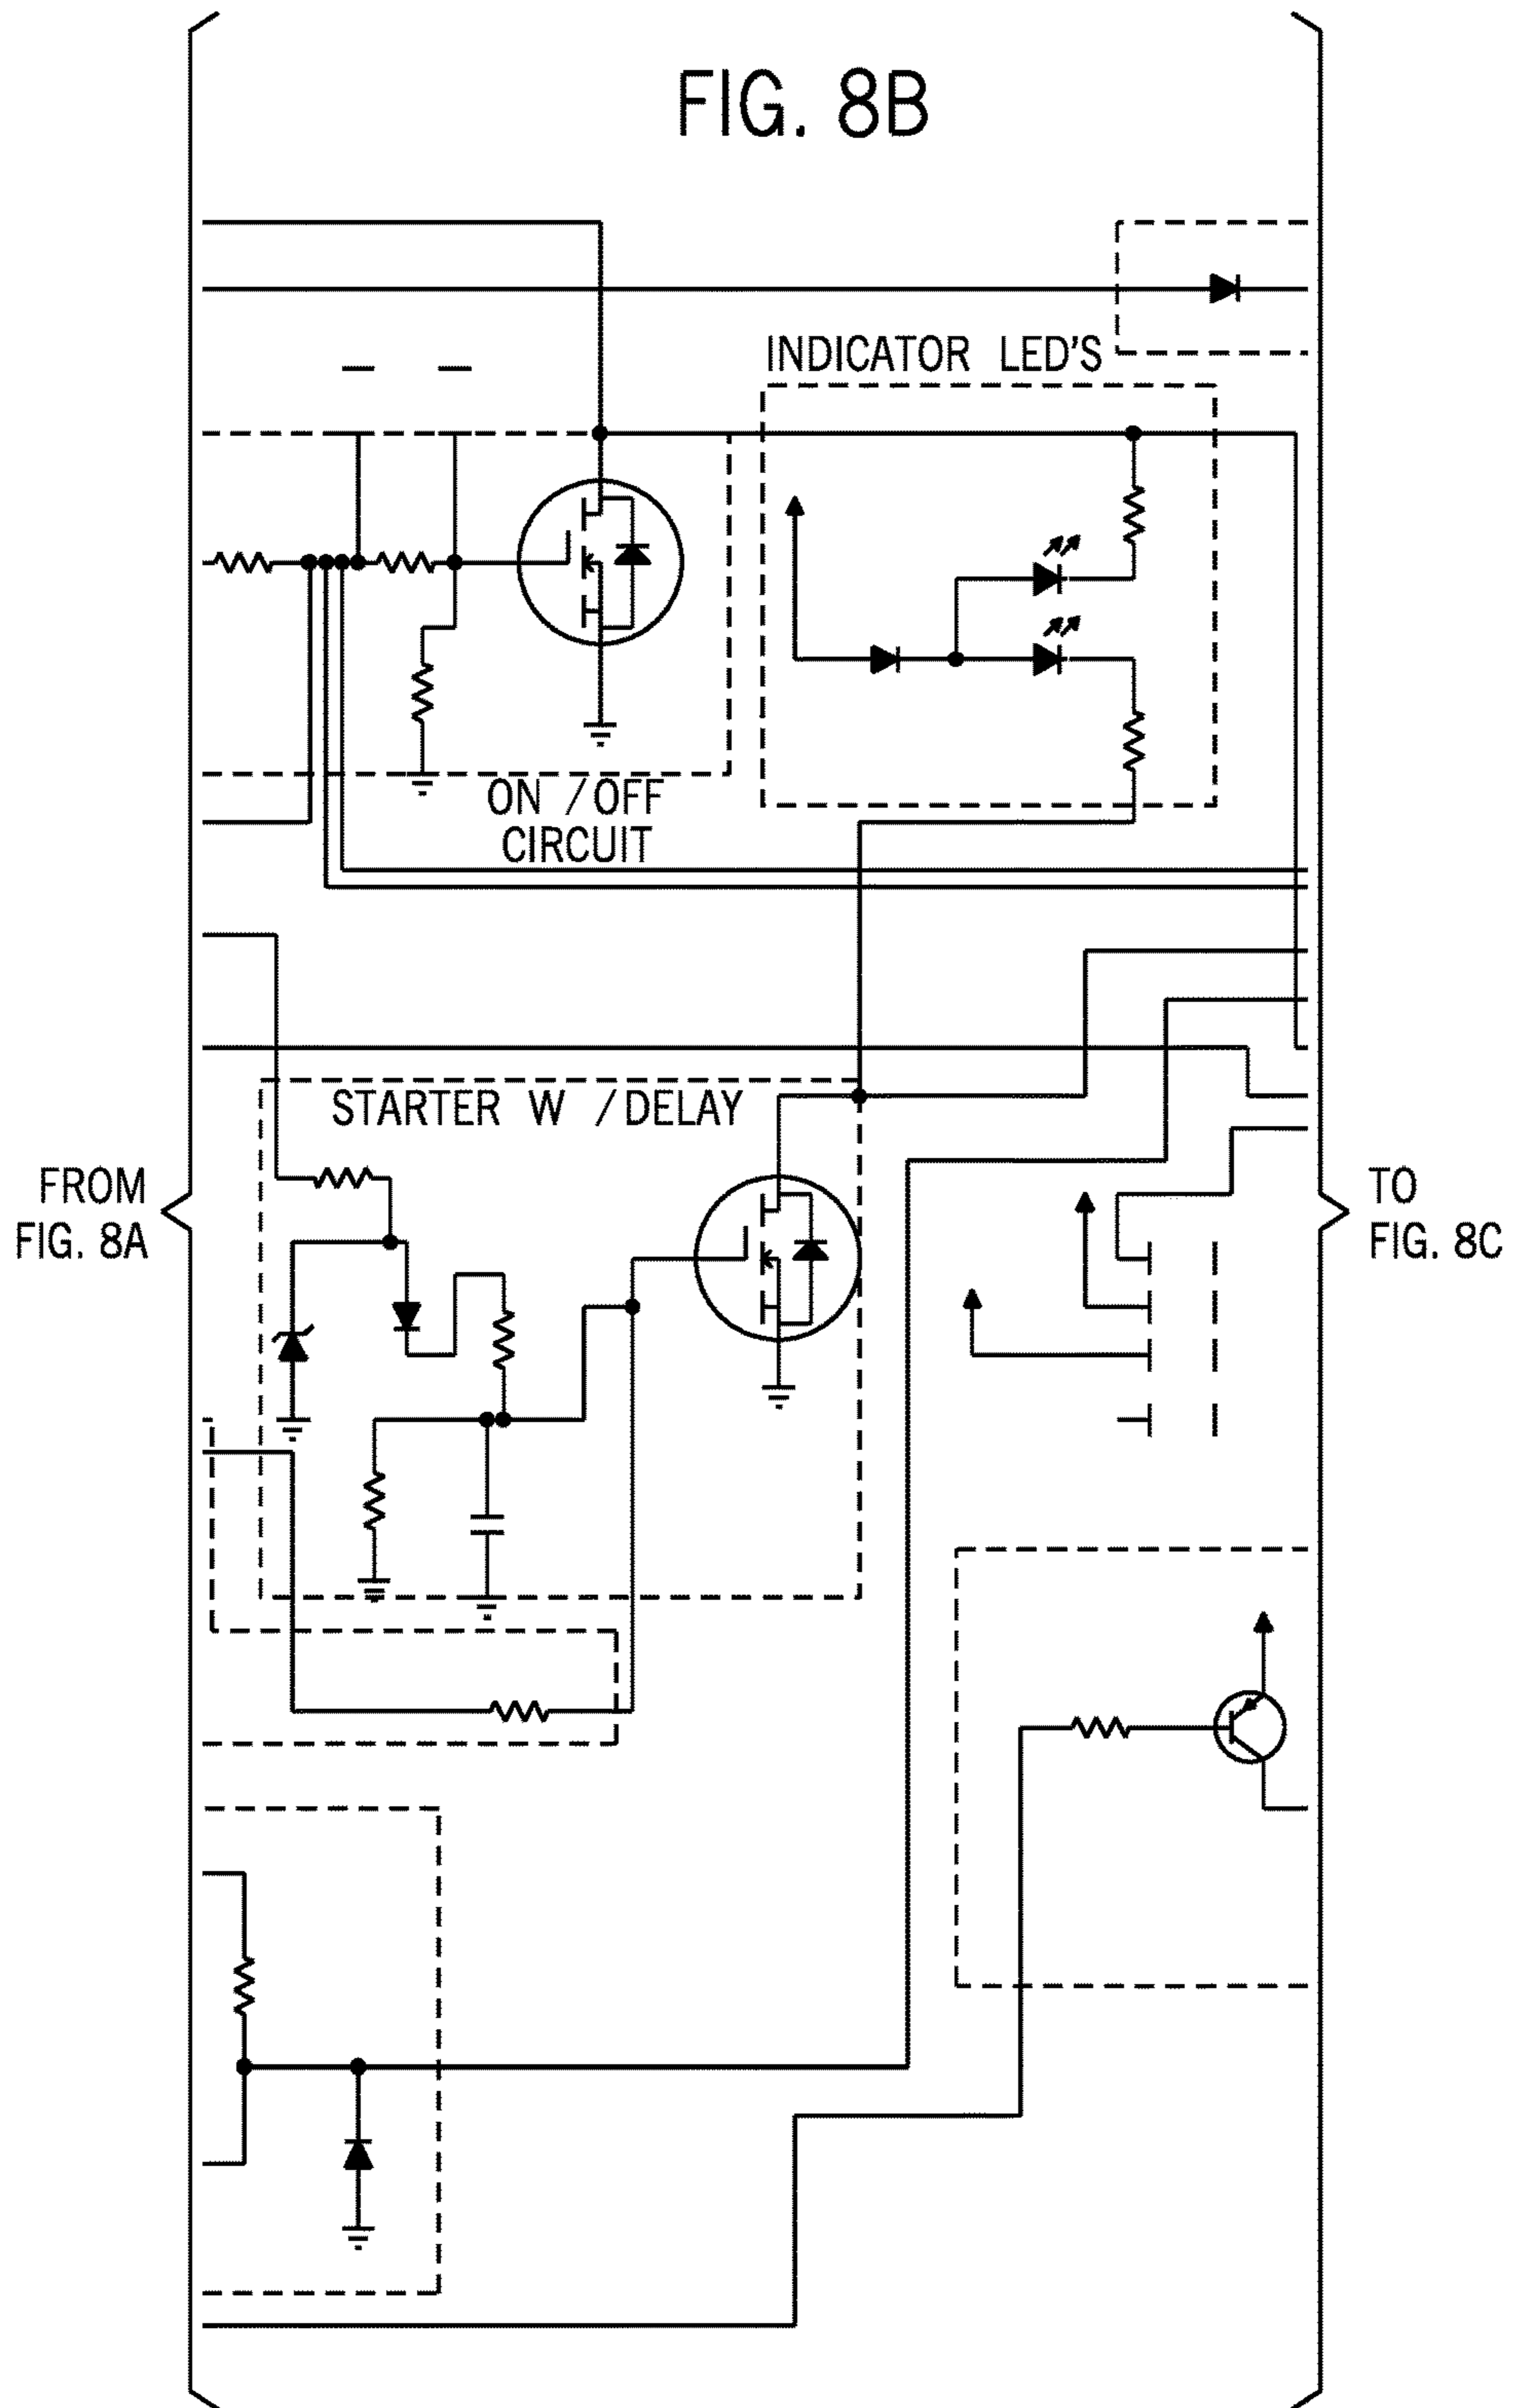 FIG. 8B
INDICATOR LED'S
ON /OFF
CIRCUIT
STARTER W /DELAY
FROM
FIG. 8A
TO
FIG. 8C